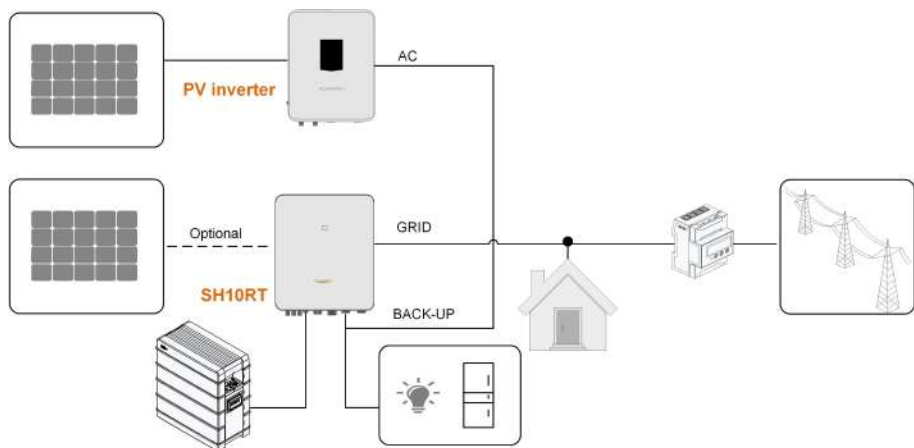 AC
PV inverter
Optional
GRID
SH10RT
BACK-UP